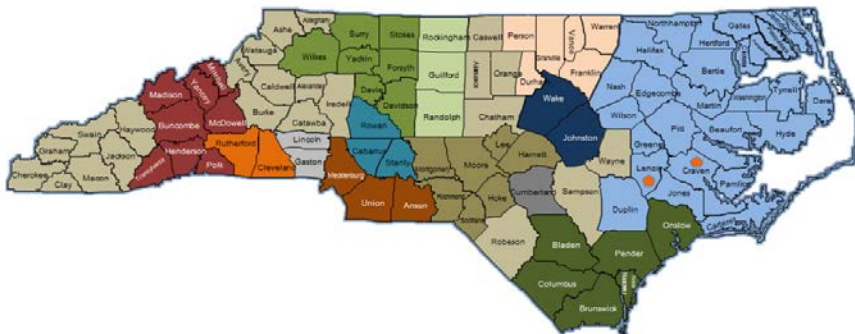 Alleghany
Ashe
Surry
Stokes
Rockingham
Caswell
Person
Vance
Warren
Northhampton
Gates
Hertford
Halifax
Watauga
Wilkes
Yadkin
Forsyth
Guilford
Alamance
Orange
Durham
Granville
Franklin
Bertie
Mitchell
Avery
Caldwell
Alexander
Davie
Davidson
Iredell
Randolph
Chatham
Wake
Nash
Edgecombe
Martin
Washington
Tyrrell
Dare
Madison
Yancey
Burke
McDowell
Catawba
Rowan
Wilson
Pitt
Beaufort
Hyde
Buncombe
Haywood
Swain
Graham
Jackson
Henderson
Rutherford
Lincoln
Cabarrus
Stanly
Montgomery
Moore
Lee
Harnett
Johnston
Wayne
Greene
Lenoir
Craven
Pamlico
Cherokee
Clay
Macon
Transylvania
Polk
Cleveland
Gaston
Mecklenburg
Union
Anson
Richmond
Scotland
Hoke
Cumberland
Sampson
Duplin
Jones
Carteret
Onslow
Robeson
Bladen
Pender
Columbus
Brunswick